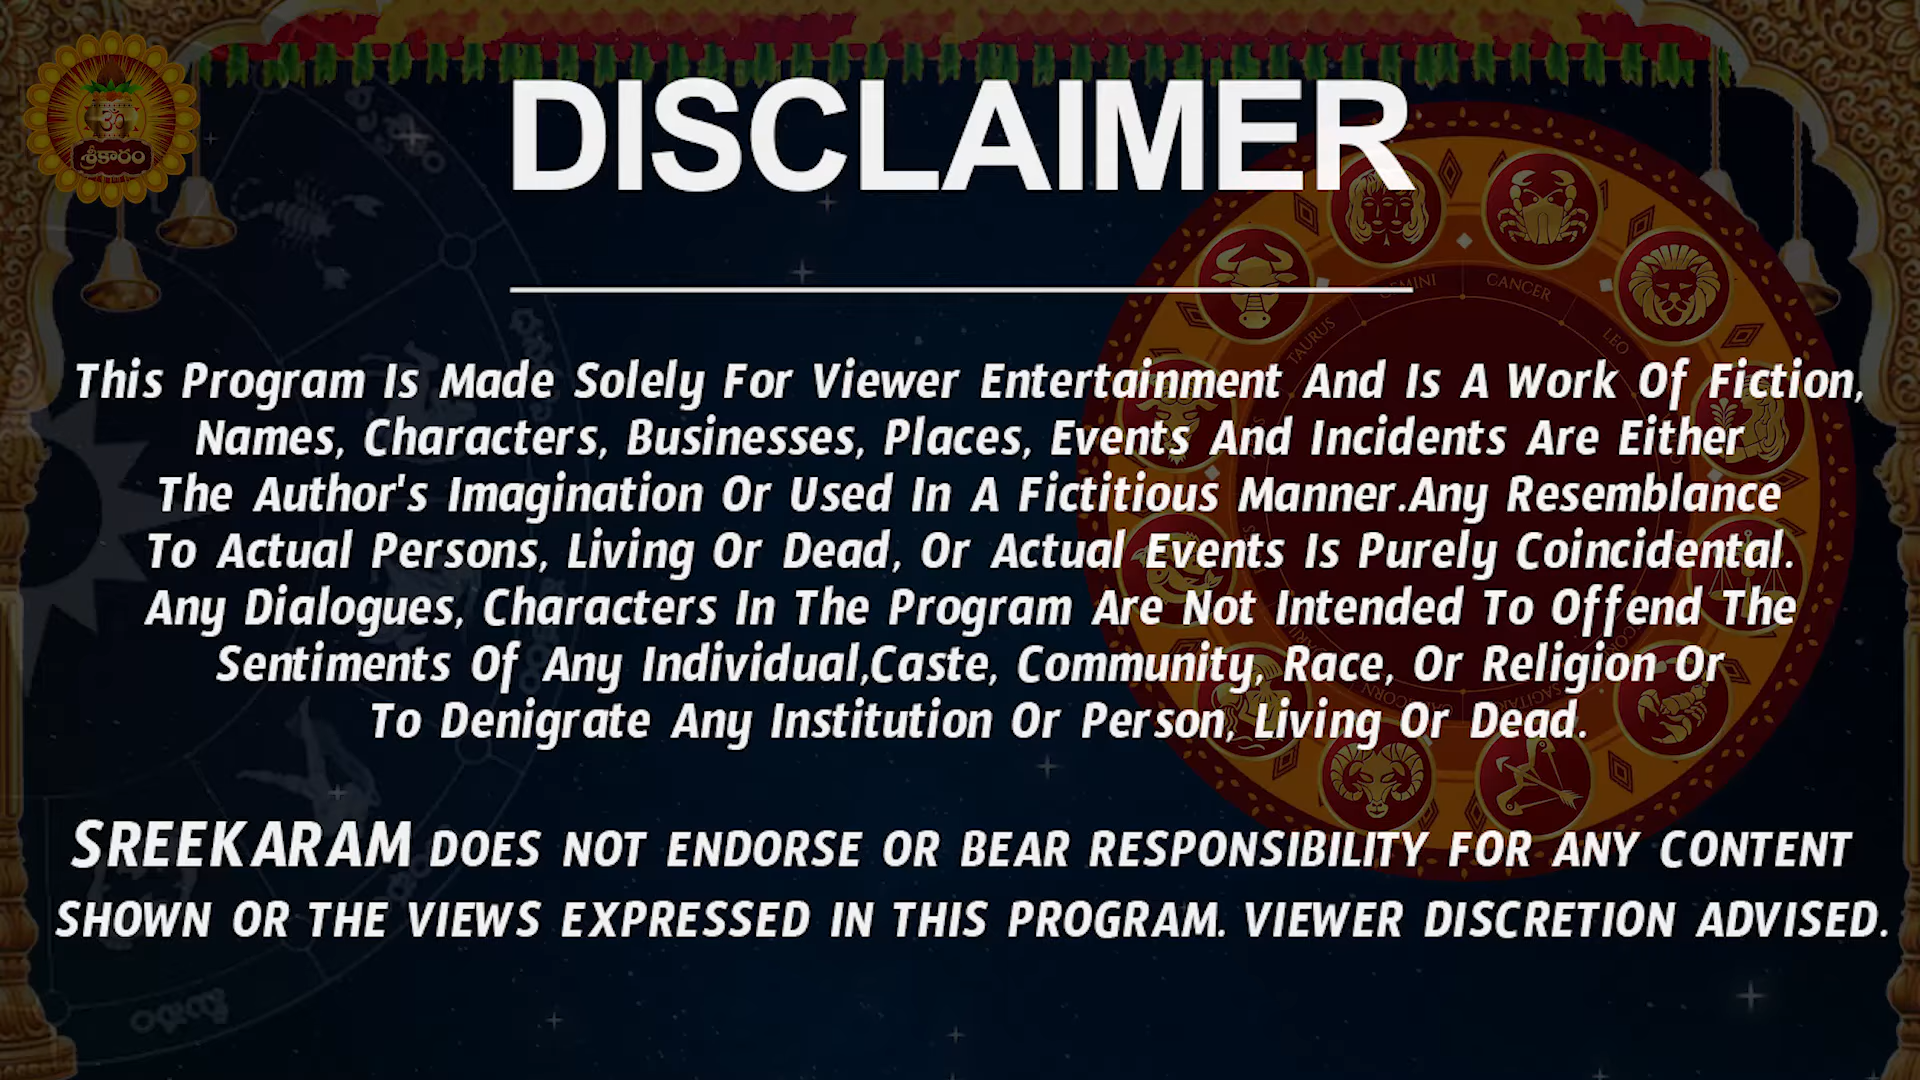 ॐ
శ్రీకారం
DISCLAIMER
GEMINI
CANCER
TAURUS
LEO
This Program Is Made Solely For Viewer Entertainment And Is A Work Of Fiction,
Names, Characters, Businesses, Places, Events And Incidents Are Either
The Author's Imagination Or Used In A Fictitious Manner.Any Resemblance
To Actual Persons, Living Or Dead, Or Actual Events Is Purely Coincidental.
Any Dialogues, Characters In The Program Are Not Intended To Offend The
Sentiments Of Any Individual,Caste, Community, Race, Or Religion Or
To Denigrate Any Institution Or Person, Living Or Dead.
SREEKARAM DOES NOT ENDORSE OR BEAR RESPONSIBILITY FOR ANY CONTENT
SHOWN OR THE VIEWS EXPRESSED IN THIS PROGRAM. VIEWER DISCRETION ADVISED.